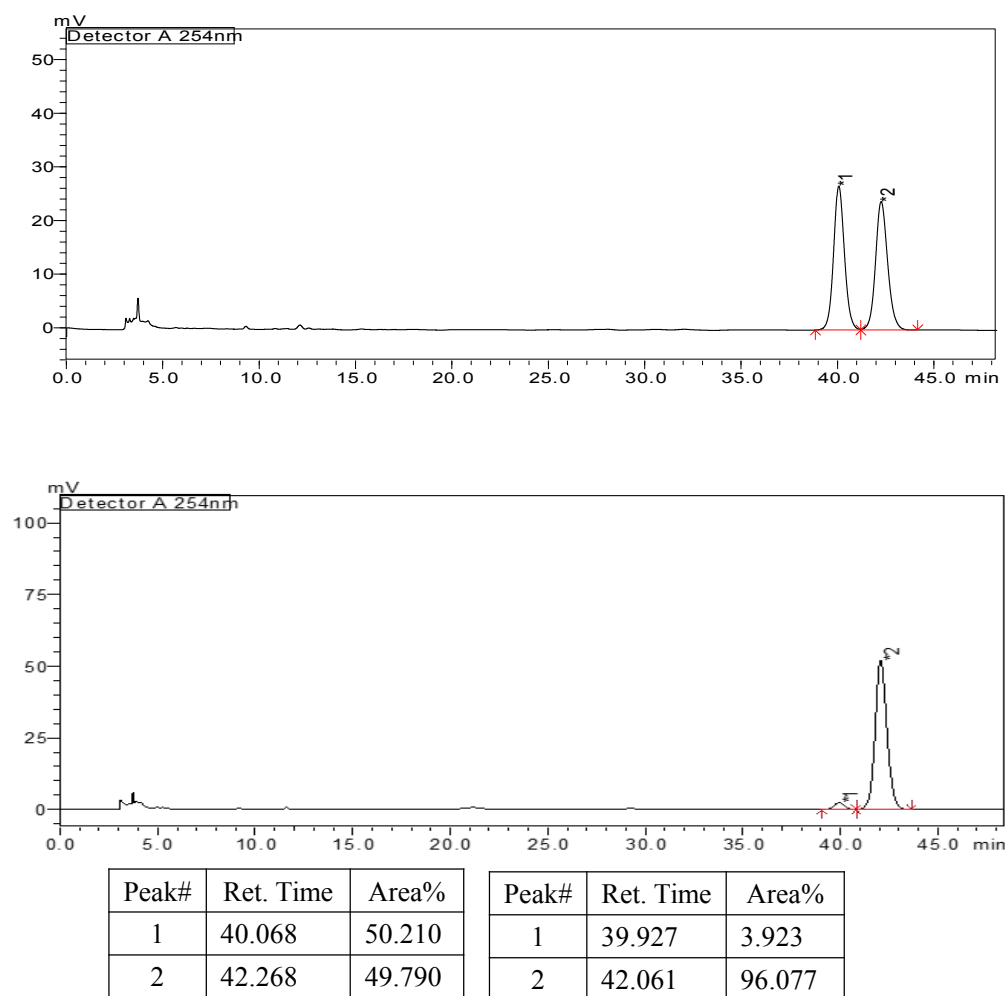 mV
Detector A 254nm
50
40
30
20
10
0
*1
*2
0.0 5.0 10.0 15.0 20.0 25.0 30.0 35.0 40.0 45.0 min
mV
Detector A 254nm
100
75
50
25
0
*1
*2
0.0 5.0 10.0 15.0 20.0 25.0 30.0 35.0 40.0 45.0 min
Peak# Ret. Time Area%
1 40.068 50.210
2 42.268 49.790
Peak# Ret. Time Area%
1 39.927 3.923
2 42.061 96.077